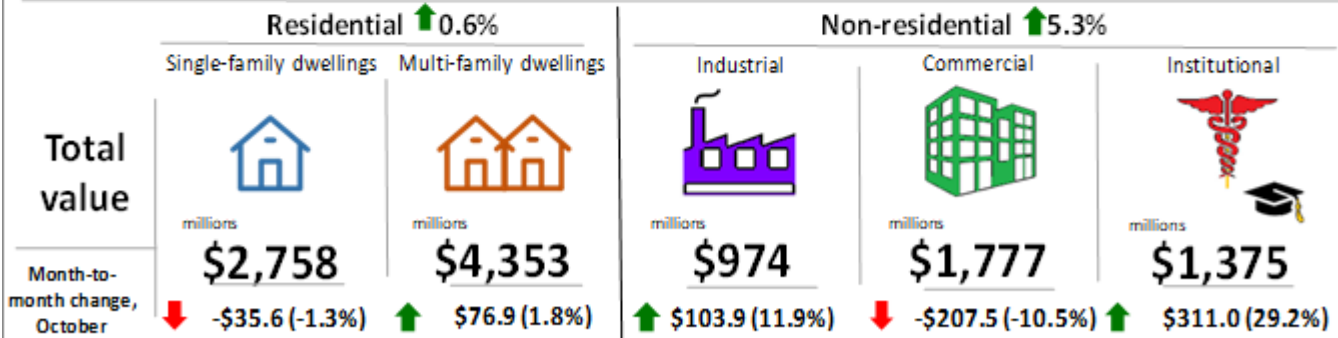 Residential 0.6%
Non-residential 5.3%
Single-family dwellings
Multi-family dwellings
Industrial
Commercial
Institutional
Total
value
millions
millions
millions
millions
millions
$2,758
$4,353
$974
$1,777
$1,375
Month-to-
month change,
October
-$35.6 (-1.3%)
$76.9 (1.8%)
$103.9 (11.9%)
-$207.5 (-10.5%)
$311.0 (29.2%)